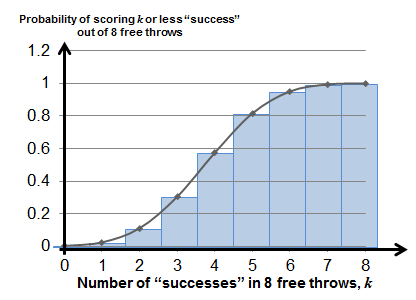 Probability of scoring k or less “success”
out of 8 free throws
1.2
1
0.8
0.6
0.4
0.2
0
0 1 2 3 4 5 6 7 8
Number of “successes” in 8 free throws, k